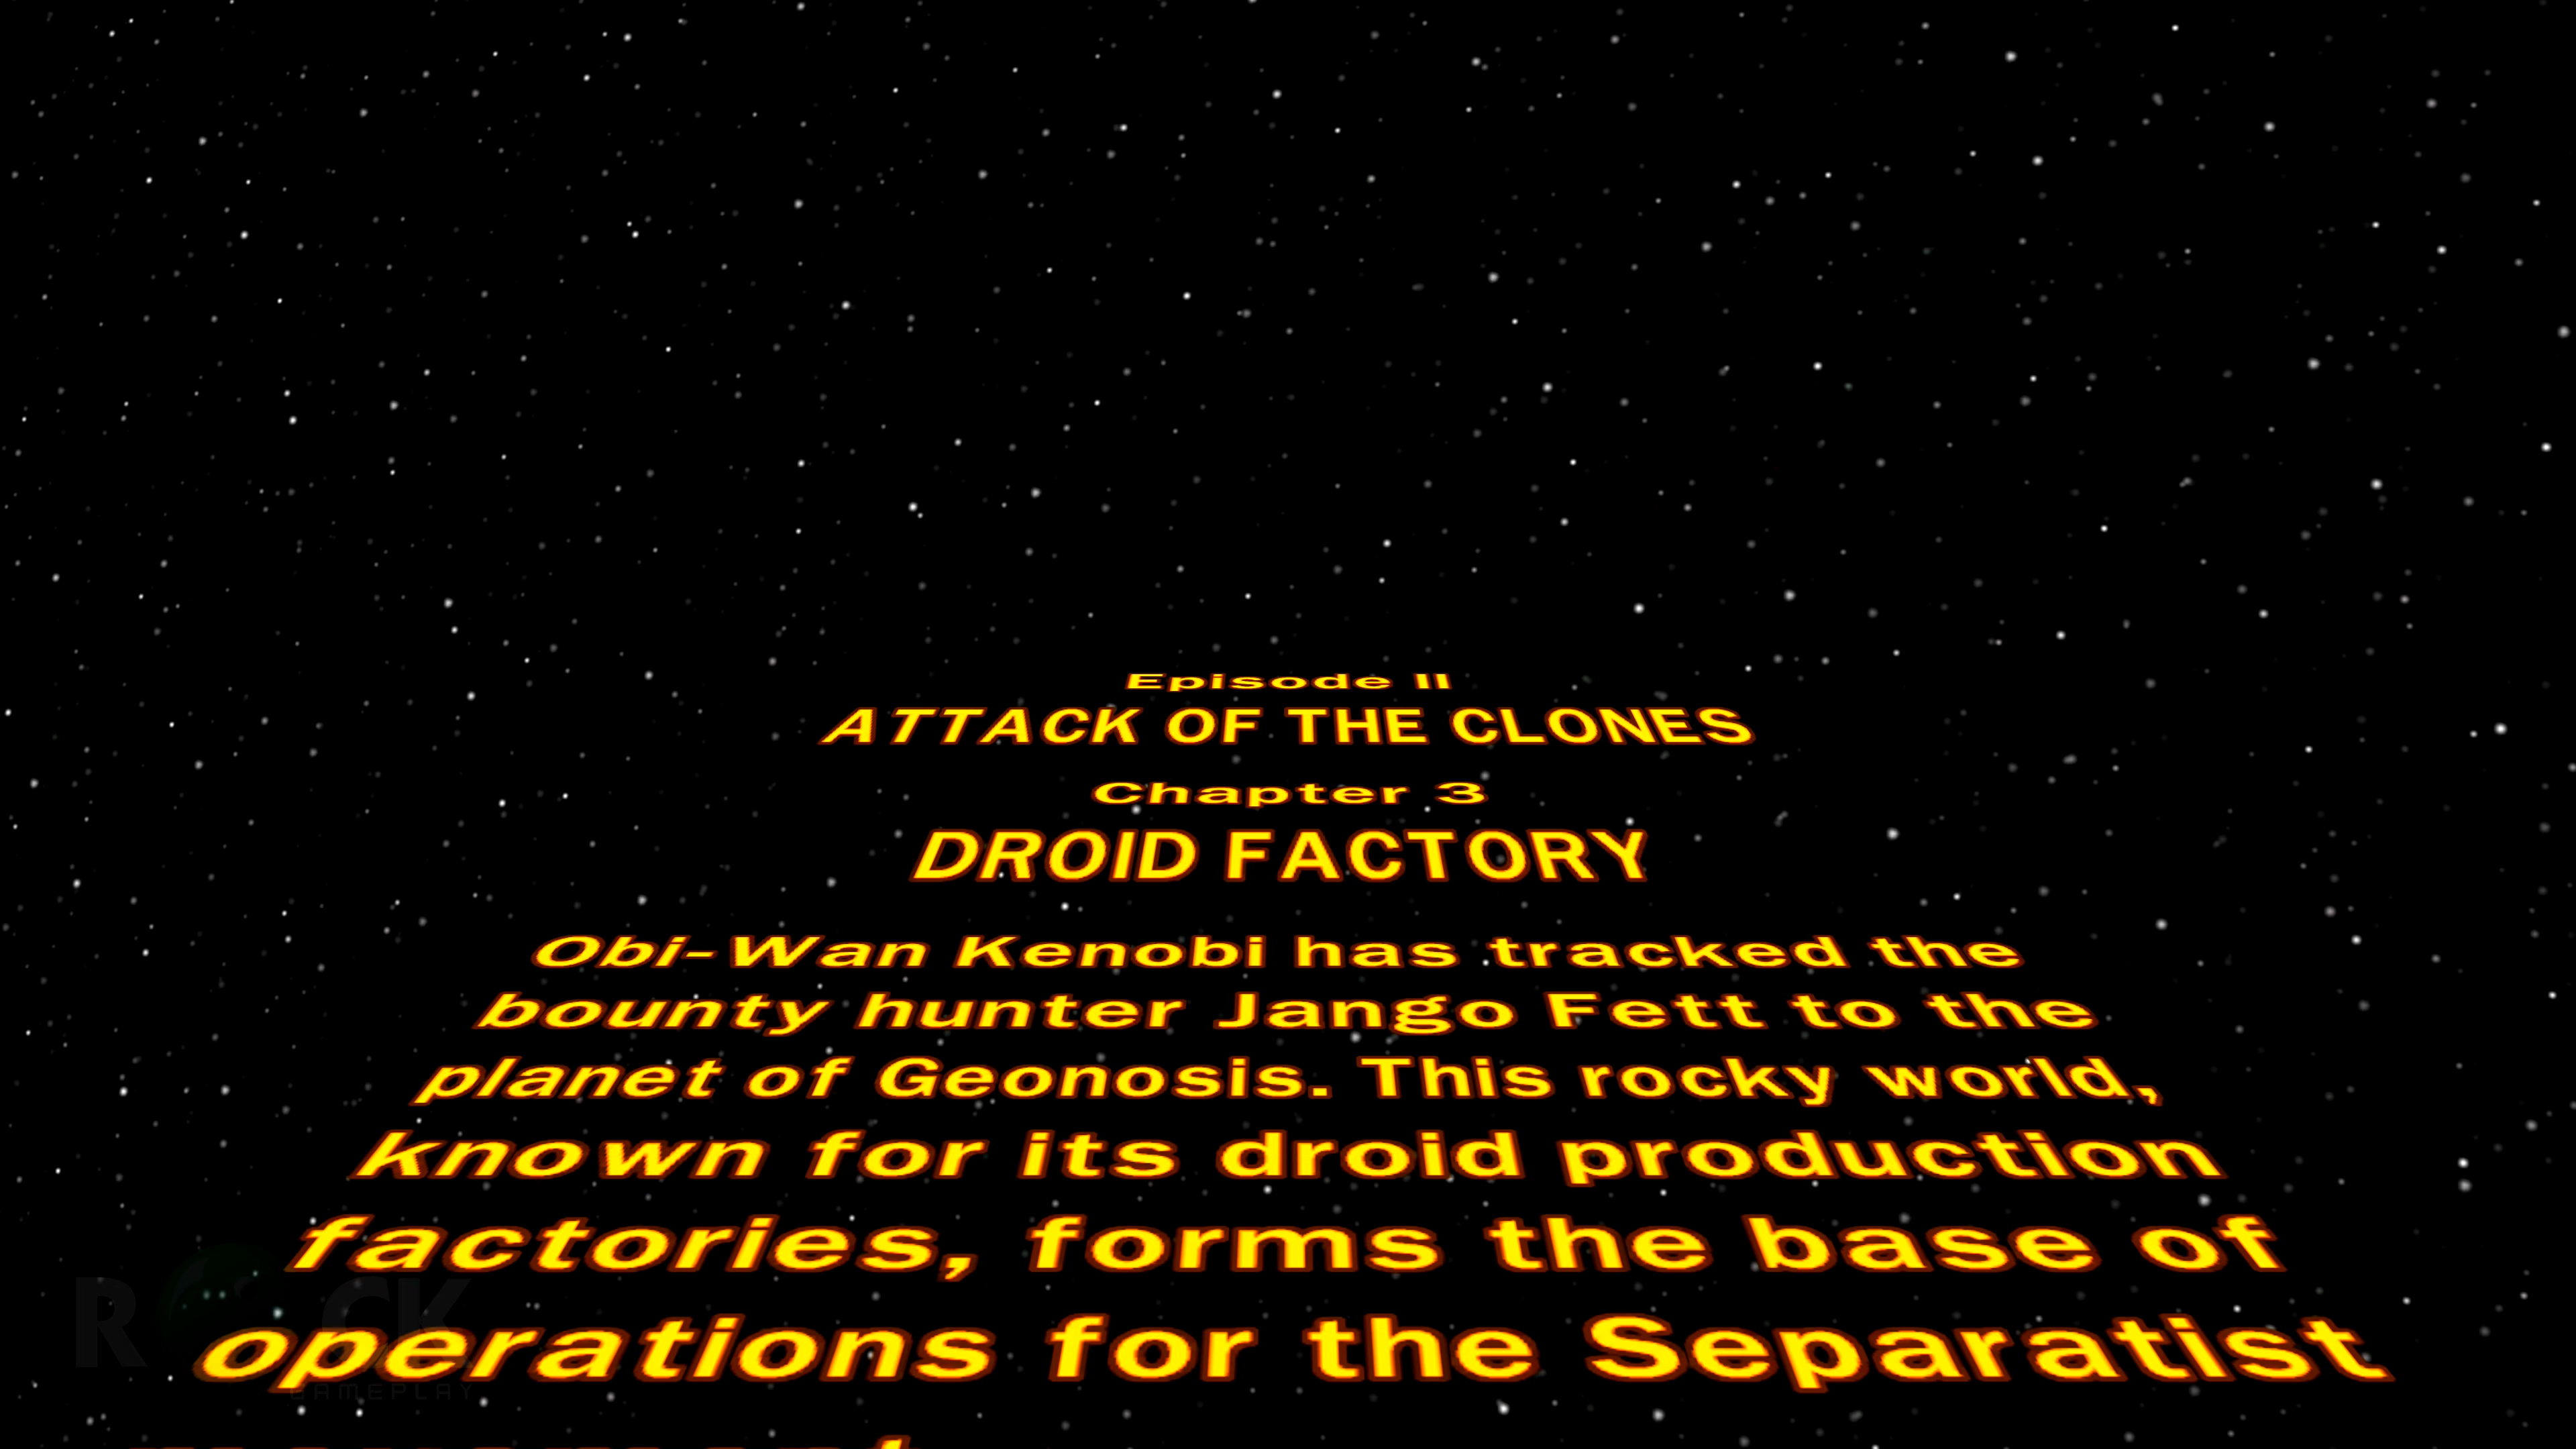 Episode II
ATTACK OF THE CLONES
Chapter 3
DROID FACTORY
Obi-Wan Kenobi has tracked the
bounty hunter Jango Fett to the
planet of Geonosis. This rocky world,
known for its droid production
factories, forms the base of
operations for the Separatist
ROCK
GAMEPLAY